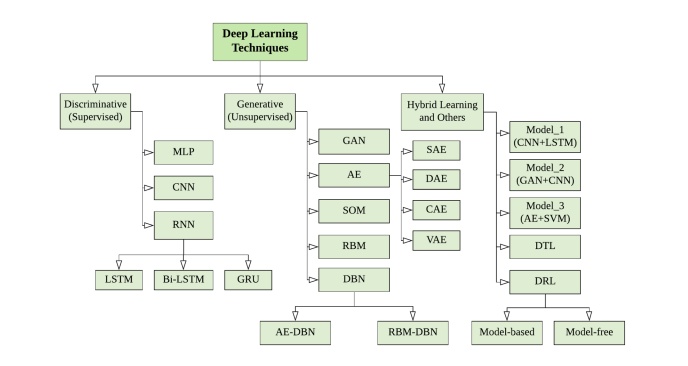 Deep Learning
Techniques
Discriminative
(Supervised)
Generative
(Unsupervised)
Hybrid Learning
and Others
MLP
CNN
RNN
LSTM
Bi-LSTM
GRU
GAN
AE
SOM
RBM
DBN
SAE
DAE
CAE
VAE
AE-DBN
RBM-DBN
Model_1
(CNN+LSTM)
Model_2
(GAN+CNN)
Model_3
(AE+SVM)
DTL
DRL
Model-based
Model-free